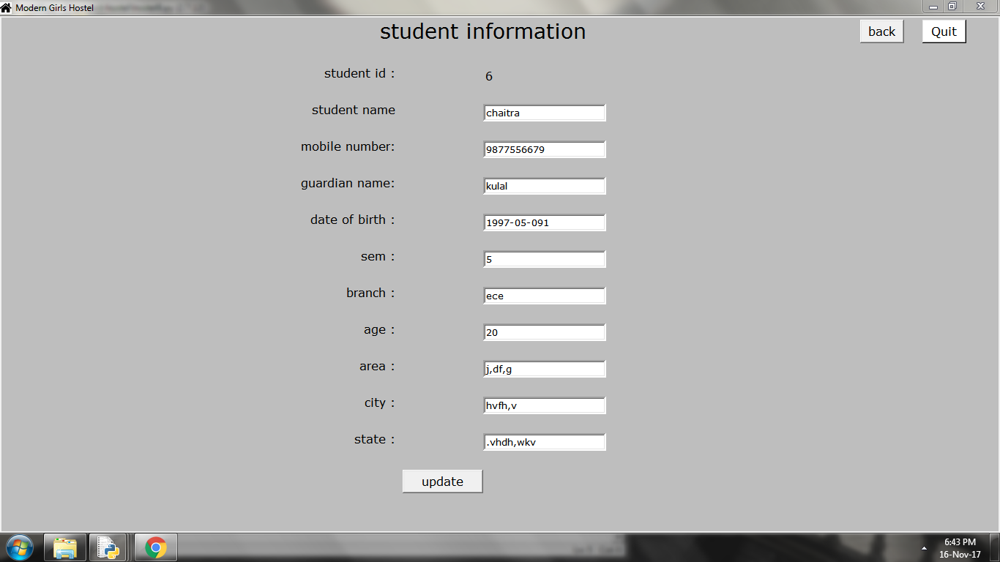 Modern Girls Hostel
student information
back
Quit
student id :
6
student name
chaitra
mobile number:
9877556679
guardian name:
kulal
date of birth :
1997-05-091
sem :
5
branch :
ece
age :
20
area :
j,df,g
city :
hvfh,v
state :
.vhdh,wkv
update
6:43 PM
16-Nov-17